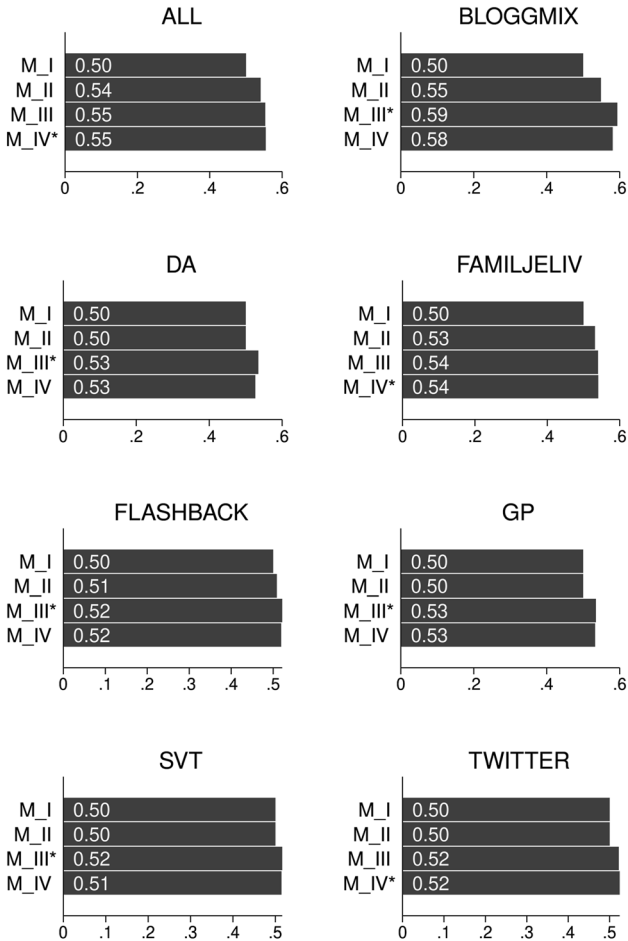 ALL
M_I 0.50
M_II 0.54
M_III 0.55
M_IV* 0.55
0 .2 .4 .6
BLOGGMIX
M_I 0.50
M_II 0.55
M_III* 0.59
M_IV 0.58
0 .2 .4 .6
DA
M_I 0.50
M_II 0.50
M_III* 0.53
M_IV 0.53
0 .2 .4 .6
FAMILJELIV
M_I 0.50
M_II 0.53
M_III 0.54
M_IV* 0.54
0 .2 .4 .6
FLASHBACK
M_I 0.50
M_II 0.51
M_III* 0.52
M_IV 0.52
0 .1 .2 .3 .4 .5
GP
M_I 0.50
M_II 0.50
M_III* 0.53
M_IV 0.53
0 .2 .4 .6
SVT
M_I 0.50
M_II 0.50
M_III* 0.52
M_IV 0.51
0 .1 .2 .3 .4 .5
TWITTER
M_I 0.50
M_II 0.50
M_III 0.52
M_IV* 0.52
0 .1 .2 .3 .4 .5